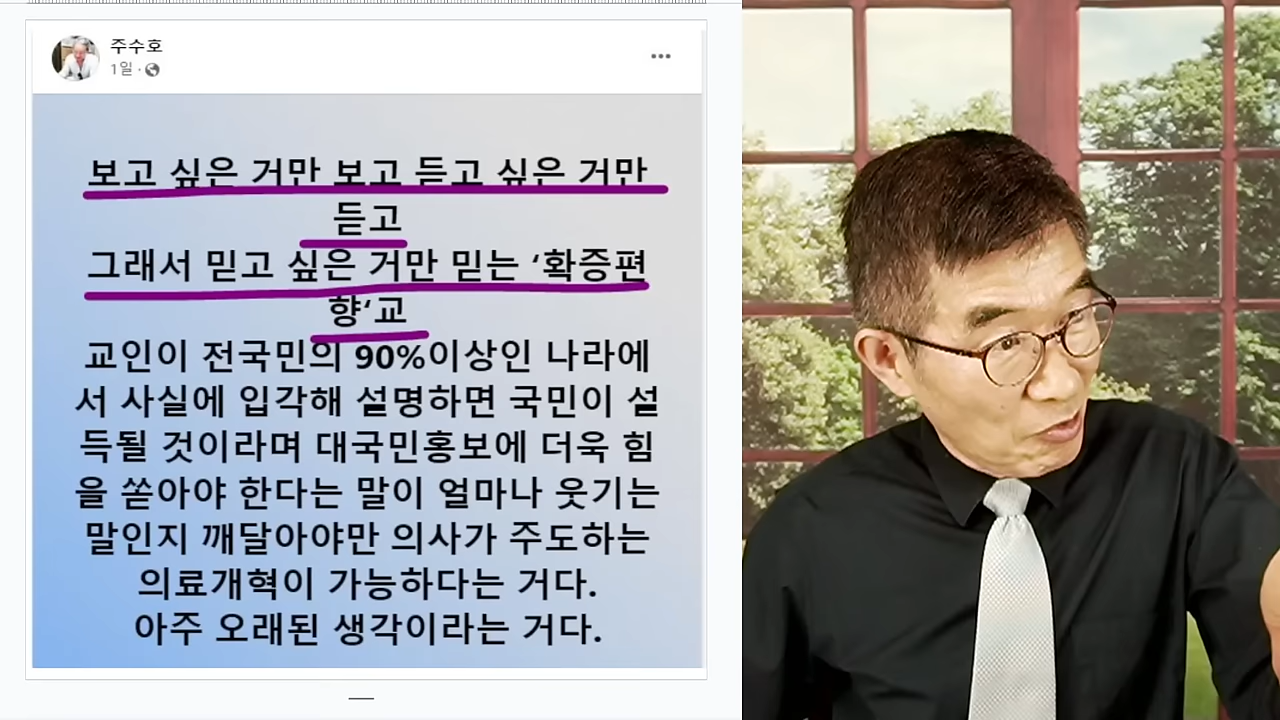 주수호
1일 ·
보고 싶은 거만 보고 듣고 싶은 거만
듣고
그래서 믿고 싶은 거만 믿는 ‘확증편
향‘교
교인이 전국민의 90%이상인 나라에
서 사실에 입각해 설명하면 국민이 설
득될 것이라며 대국민홍보에 더욱 힘
을 쏟아야 한다는 말이 얼마나 웃기는
말인지 깨달아야만 의사가 주도하는
의료개혁이 가능하다는 거다.
아주 오래된 생각이라는 거다.